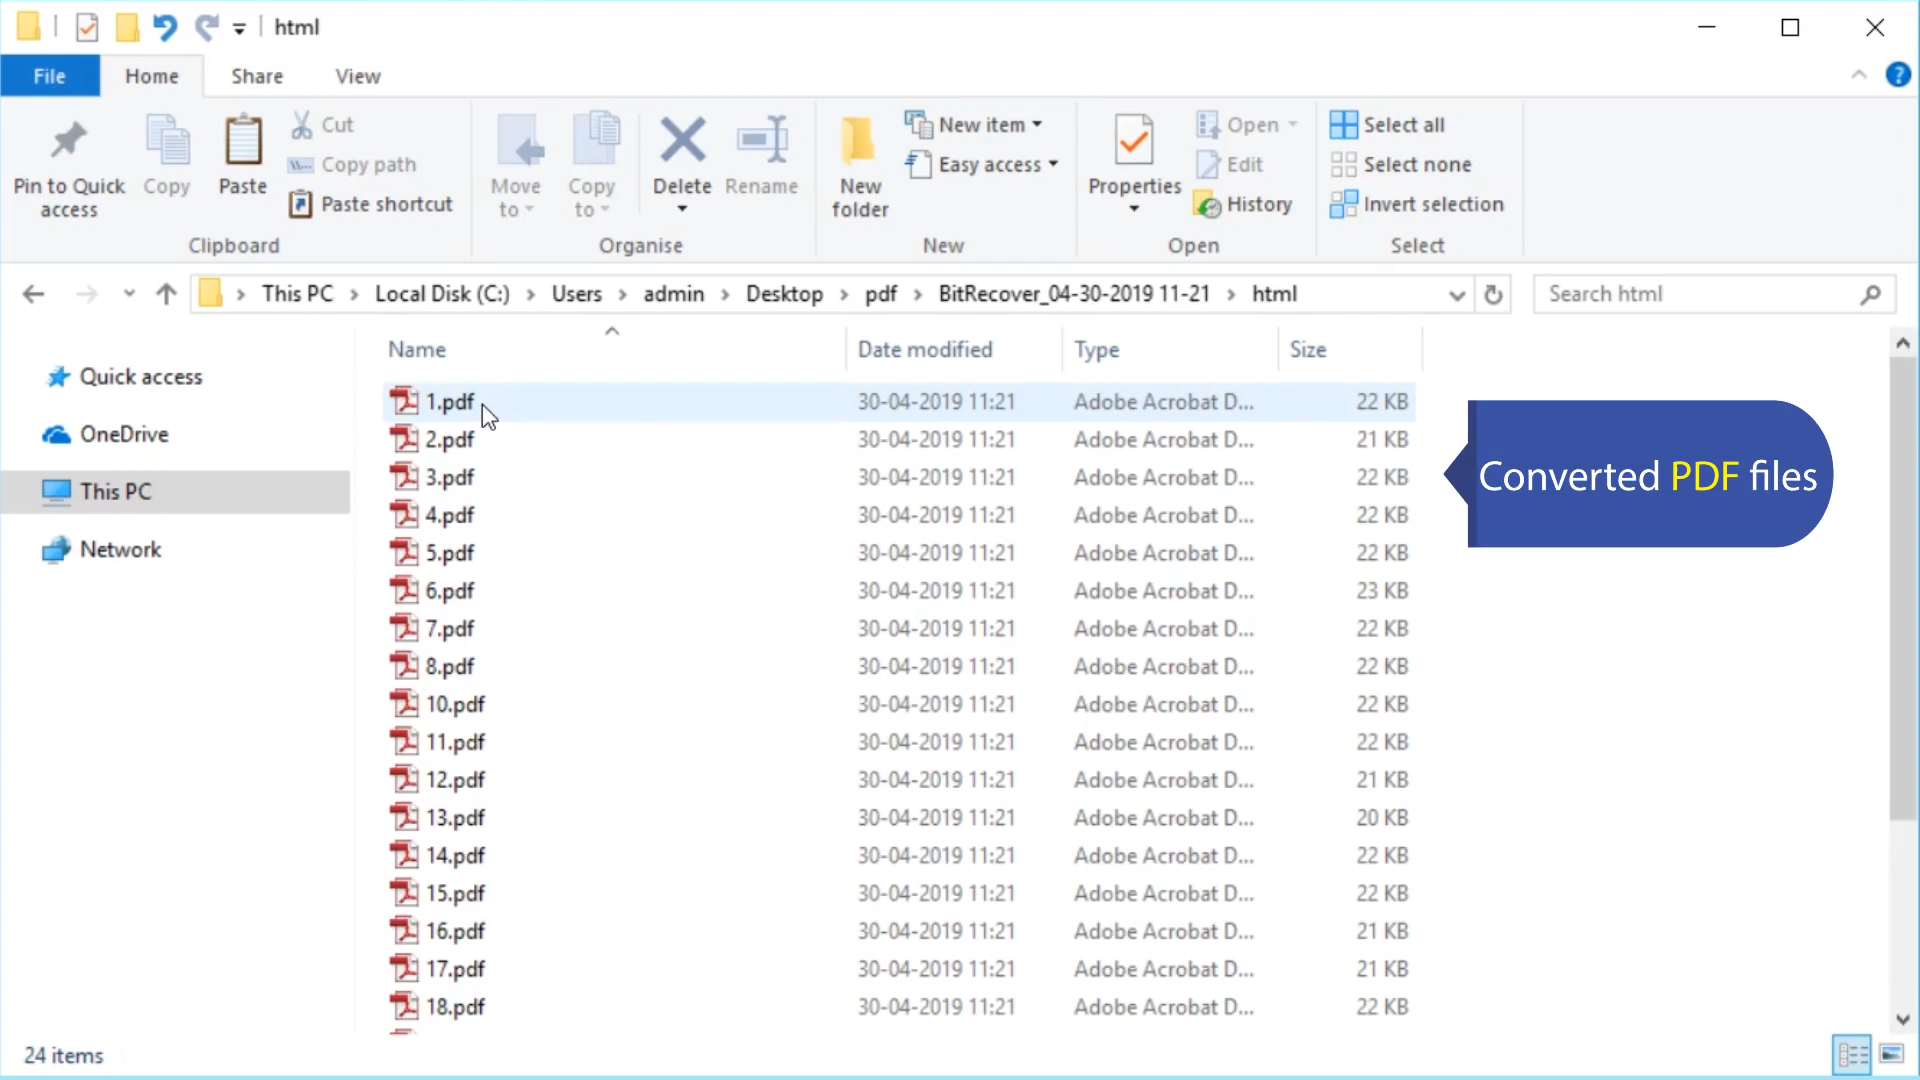 html
File Home Share View
Pin to Quick access
Copy
Paste
Cut
Copy path
Paste shortcut
Clipboard
Move to
Copy to
Delete
Rename
Organise
New folder
New item
Easy access
New
Properties
Open
Edit
History
Open
Select all
Select none
Invert selection
Select
This PC > Local Disk (C:) > Users > admin > Desktop > pdf > BitRecover_04-30-2019 11-21 > html
Search html
Quick access
OneDrive
This PC
Network
Name Date modified Type Size
1.pdf 30-04-2019 11:21 Adobe Acrobat D... 22 KB
2.pdf 30-04-2019 11:21 Adobe Acrobat D... 21 KB
3.pdf 30-04-2019 11:21 Adobe Acrobat D... 22 KB
4.pdf 30-04-2019 11:21 Adobe Acrobat D... 22 KB
5.pdf 30-04-2019 11:21 Adobe Acrobat D... 22 KB
6.pdf 30-04-2019 11:21 Adobe Acrobat D... 23 KB
7.pdf 30-04-2019 11:21 Adobe Acrobat D... 22 KB
8.pdf 30-04-2019 11:21 Adobe Acrobat D... 22 KB
10.pdf 30-04-2019 11:21 Adobe Acrobat D... 22 KB
11.pdf 30-04-2019 11:21 Adobe Acrobat D... 22 KB
12.pdf 30-04-2019 11:21 Adobe Acrobat D... 21 KB
13.pdf 30-04-2019 11:21 Adobe Acrobat D... 20 KB
14.pdf 30-04-2019 11:21 Adobe Acrobat D... 22 KB
15.pdf 30-04-2019 11:21 Adobe Acrobat D... 22 KB
16.pdf 30-04-2019 11:21 Adobe Acrobat D... 21 KB
17.pdf 30-04-2019 11:21 Adobe Acrobat D... 21 KB
18.pdf 30-04-2019 11:21 Adobe Acrobat D... 22 KB
Converted PDF files
24 items